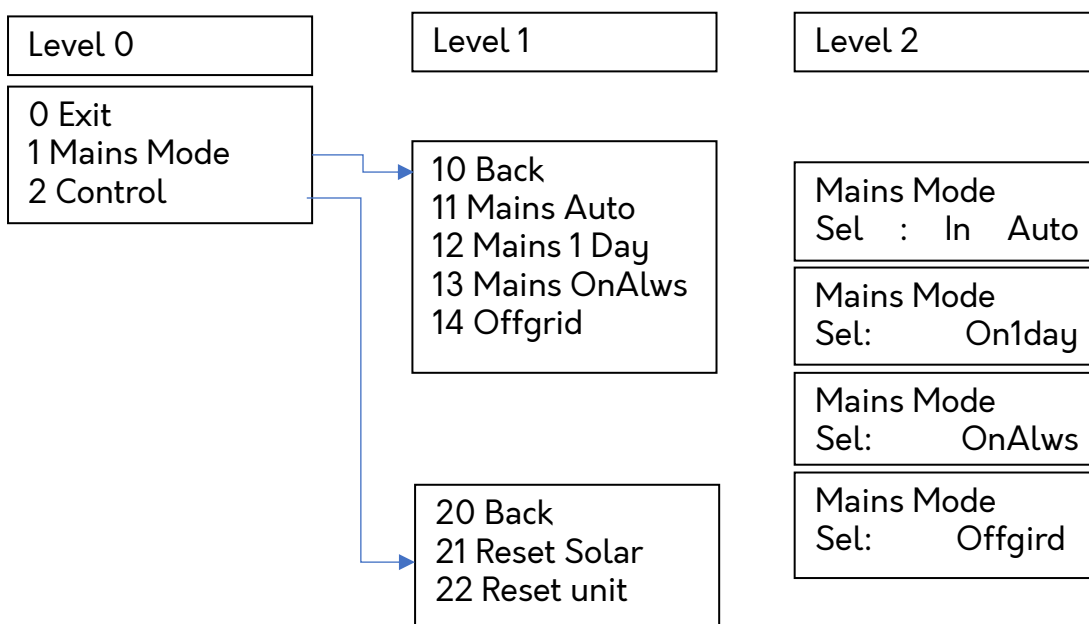 Level 0
0 Exit
1 Mains Mode
2 Control
Level 1
10 Back
11 Mains Auto
12 Mains 1 Day
13 Mains OnAlws
14 Offgrid
20 Back
21 Reset Solar
22 Reset unit
Level 2
Mains Mode
Sel : In Auto
Mains Mode
Sel: On1day
Mains Mode
Sel: OnAlws
Mains Mode
Sel: Offgird